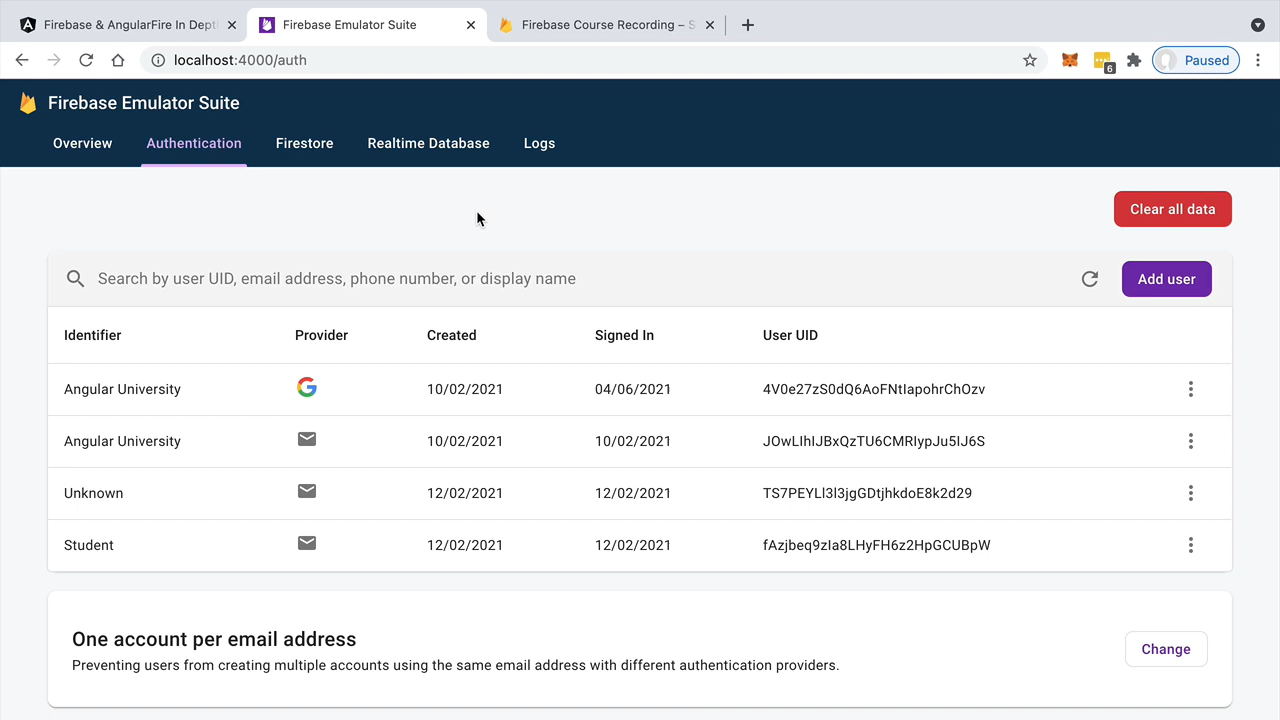 Firebase & AngularFire In Dept
Firebase Emulator Suite
Firebase Course Recording – S
localhost:4000/auth
6
Paused
Firebase Emulator Suite
Overview
Authentication
Firestore
Realtime Database
Logs
Clear all data
Search by user UID, email address, phone number, or display name
Add user
Identifier Provider Created Signed In User UID
Angular University 10/02/2021 04/06/2021 4V0e27zS0dQ6AoFNtIapohrChOzv
Angular University 10/02/2021 10/02/2021 JOwLIhIJBxQzTU6CMRIypJu5IJ6S
Unknown 12/02/2021 12/02/2021 TS7PEYLl3l3jgGDtjhkdoE8k2d29
Student 12/02/2021 12/02/2021 fAzjbeq9zIa8LHyFH6z2HpGCUBpW
One account per email address
Preventing users from creating multiple accounts using the same email address with different authentication providers.
Change